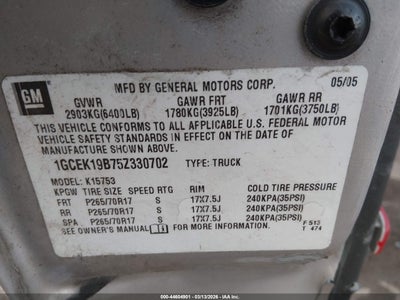 GM
MFD BY GENERAL MOTORS CORP. 05/05
GVWR GAWR FRT GAWR RR
2903KG(6400LB) 1780KG(3925LB) 1701KG(3750LB)
THIS VEHICLE CONFORMS TO ALL APPLICABLE U.S. FEDERAL MOTOR
VEHICLE SAFETY STANDARDS IN EFFECT ON THE DATE OF
MANUFACTURE SHOWN ABOVE.
1GCEK19B75Z330702 TYPE: TRUCK
MODEL: K15753
KPGW TIRE SIZE SPEED RTG RIM COLD TIRE PRESSURE
FRT P265/70R17 S 17X7.5J 240KPA(35PSI)
RR P265/70R17 S 17X7.5J 240KPA(35PSI)
SPA P265/70R17 S 17X7.5J 240KPA(35PSI)
SEE OWNER'S MANUAL FOR MORE INFORMATION.
F 513
T 474
ID: 44604901 - 03/13/2026 - © IAA, LLC